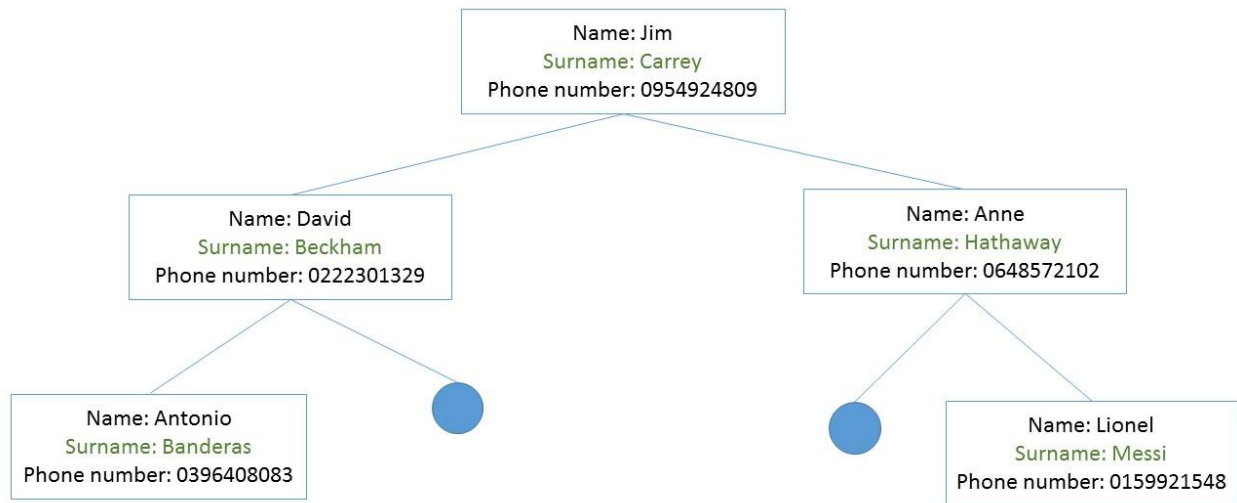 Name: Jim
Surname: Carrey
Phone number: 0954924809
Name: David
Surname: Beckham
Phone number: 0222301329
Name: Anne
Surname: Hathaway
Phone number: 0648572102
Name: Antonio
Surname: Banderas
Phone number: 0396408083
Name: Lionel
Surname: Messi
Phone number: 0159921548